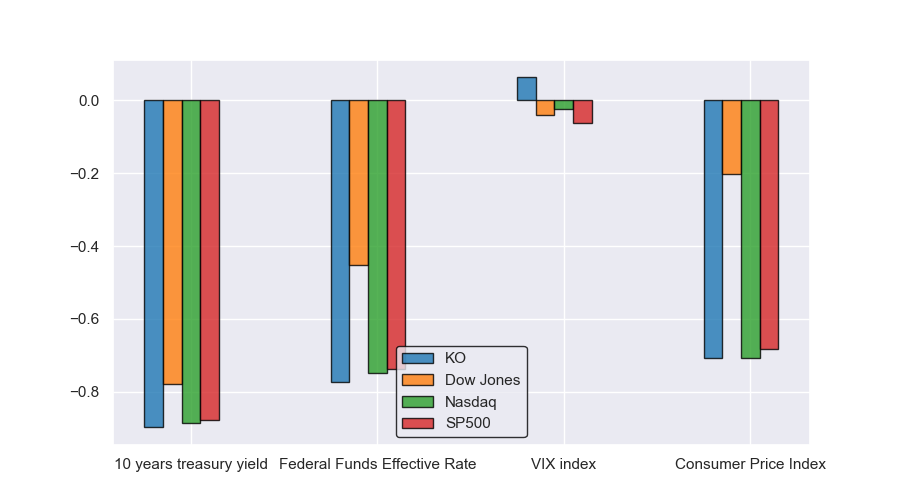 0.0
−0.2
−0.4
−0.6
−0.8
KO
Dow Jones
Nasdaq
SP500
10 years treasury yield
Federal Funds Effective Rate
VIX index
Consumer Price Index